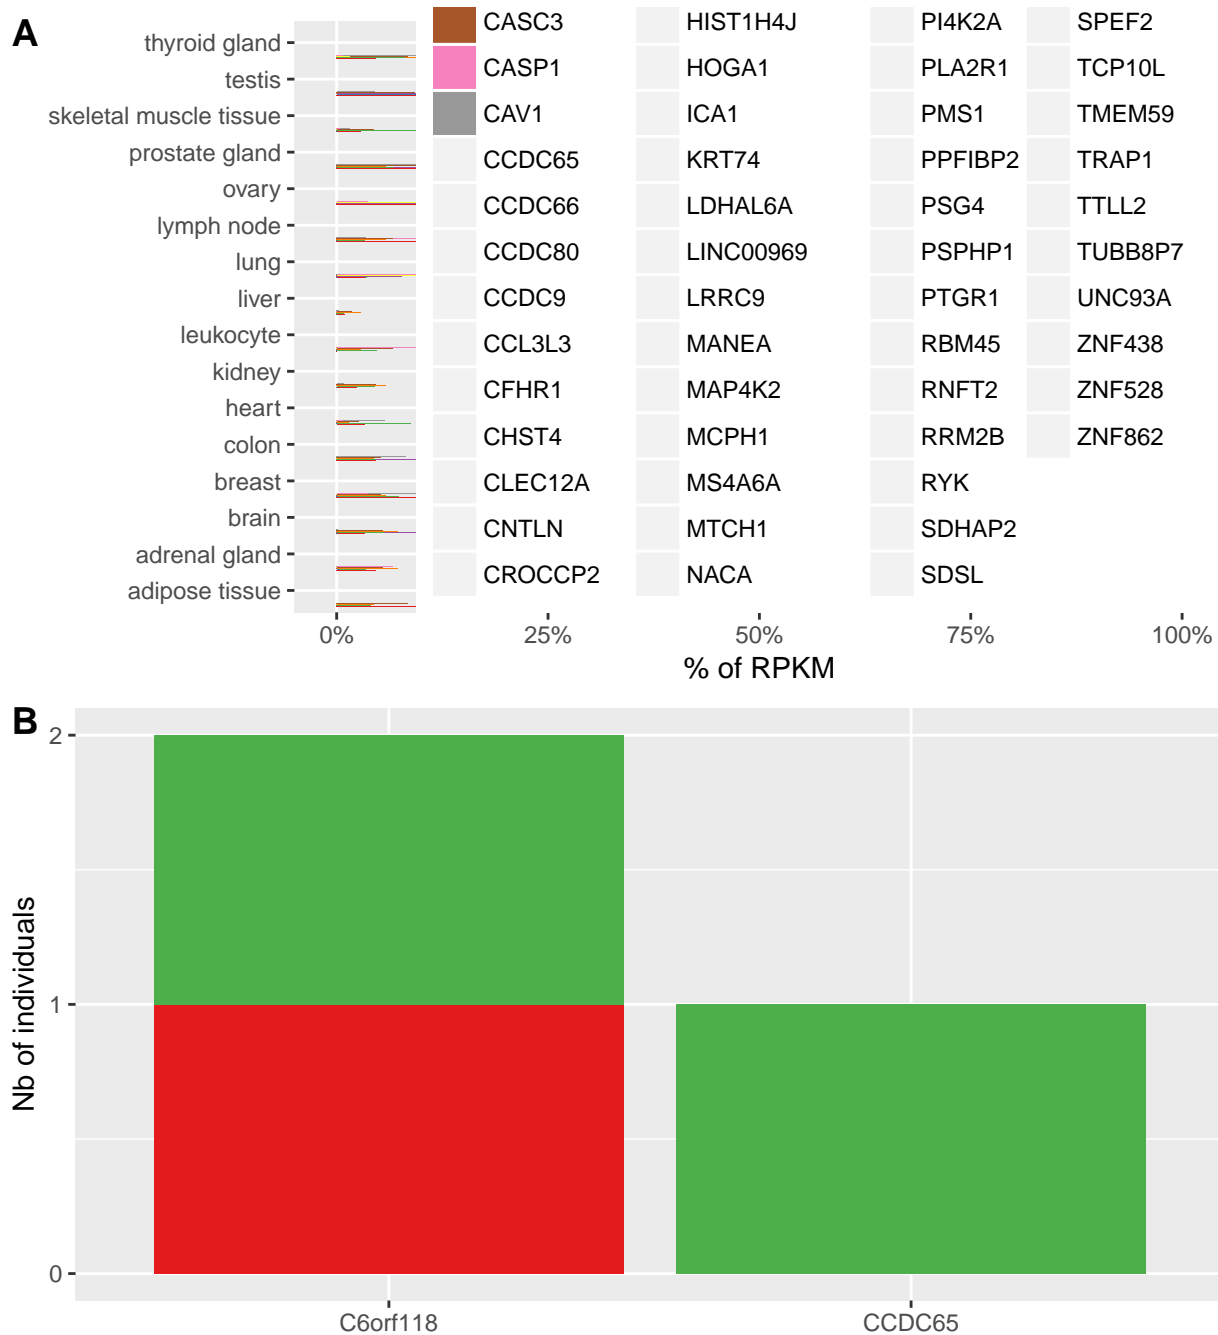 A
thyroid gland
testis
skeletal muscle tissue
prostate gland
ovary
lymph node
lung
liver
leukocyte
kidney
heart
colon
breast
brain
adrenal gland
adipose tissue
CASC3
CASP1
CAV1
CCDC65
CCDC66
CCDC80
CCDC9
CCL3L3
CFHR1
CHST4
CLEC12A
CNTLN
CROCCP2
HIST1H4J
HOGA1
ICA1
KRT74
LDHAL6A
LINC00969
LRRC9
MANEA
MAP4K2
MCPH1
MS4A6A
MTCH1
NACA
PI4K2A
PLA2R1
PMS1
PPFIBP2
PSG4
PSPHP1
PTGR1
RBM45
RNFT2
RRM2B
RYK
SDHAP2
SDSL
SPEF2
TCP10L
TMEM59
TRAP1
TTLL2
TUBB8P7
UNC93A
ZNF438
ZNF528
ZNF862
0% 25% 50% 75% 100%
% of RPKM
B
Nb of individuals
2
1
0
C6orf118 CCDC65